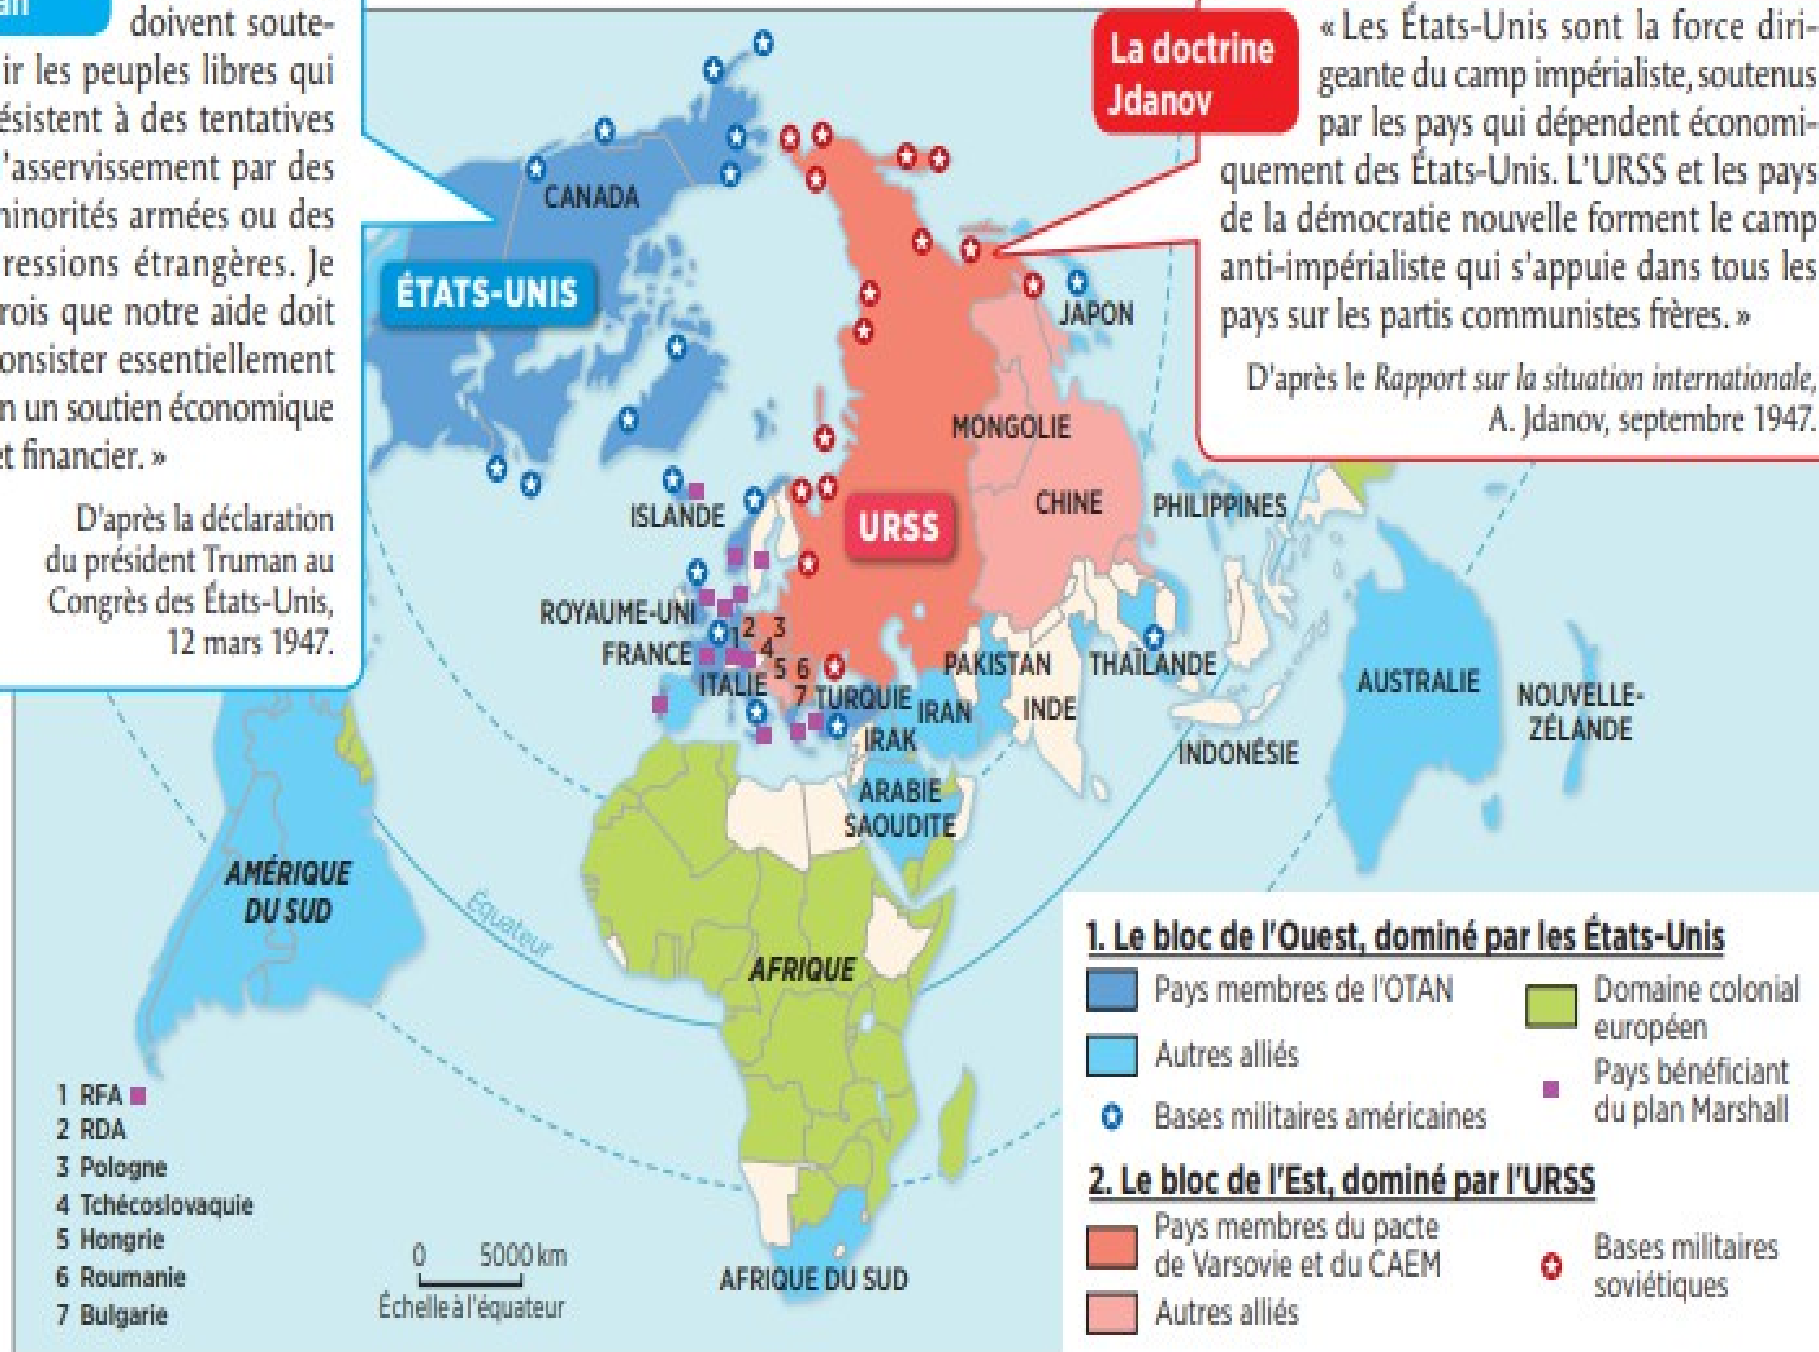 doivent soute-
ir les peuples libres qui
ésistent à des tentatives
'asservissement par des
ninorités armées ou des
ressions étrangères. Je
rois que notre aide doit
onsister essentiellement
n un soutien économique
et financier. »
D'après la déclaration
du président Truman au
Congrès des États-Unis,
12 mars 1947.
La doctrine
Jdanov
« Les États-Unis sont la force diri-
geante du camp impérialiste, soutenus
par les pays qui dépendent économi-
quement des États-Unis. L'URSS et les pays
de la démocratie nouvelle forment le camp
anti-impérialiste qui s'appuie dans tous les
pays sur les partis communistes frères. »
D'après le Rapport sur la situation internationale,
A. Jdanov, septembre 1947.
CANADA
ÉTATS-UNIS
JAPON
MONGOLIE
CHINE
PHILIPPINES
ISLANDE
URSS
ROYAUME-UNI
FRANCE
ITALIE
1
2
3
4
5
6
7
TURQUIE
IRAN
IRAK
PAKISTAN
INDE
THAÏLANDE
INDONÉSIE
AUSTRALIE
NOUVELLE-
ZÉLANDE
ARABIE
SAOUDITE
AMÉRIQUE
DU SUD
Équateur
AFRIQUE
AFRIQUE DU SUD
1 RFA
2 RDA
3 Pologne
4 Tchécoslovaquie
5 Hongrie
6 Roumanie
7 Bulgarie
0 5000 km
Échelle à l'équateur
1. Le bloc de l'Ouest, dominé par les États-Unis
Pays membres de l'OTAN
Autres alliés
Bases militaires américaines
Domaine colonial
européen
Pays bénéficiant
du plan Marshall
2. Le bloc de l'Est, dominé par l'URSS
Pays membres du pacte
de Varsovie et du CAEM
Autres alliés
Bases militaires
soviétiques